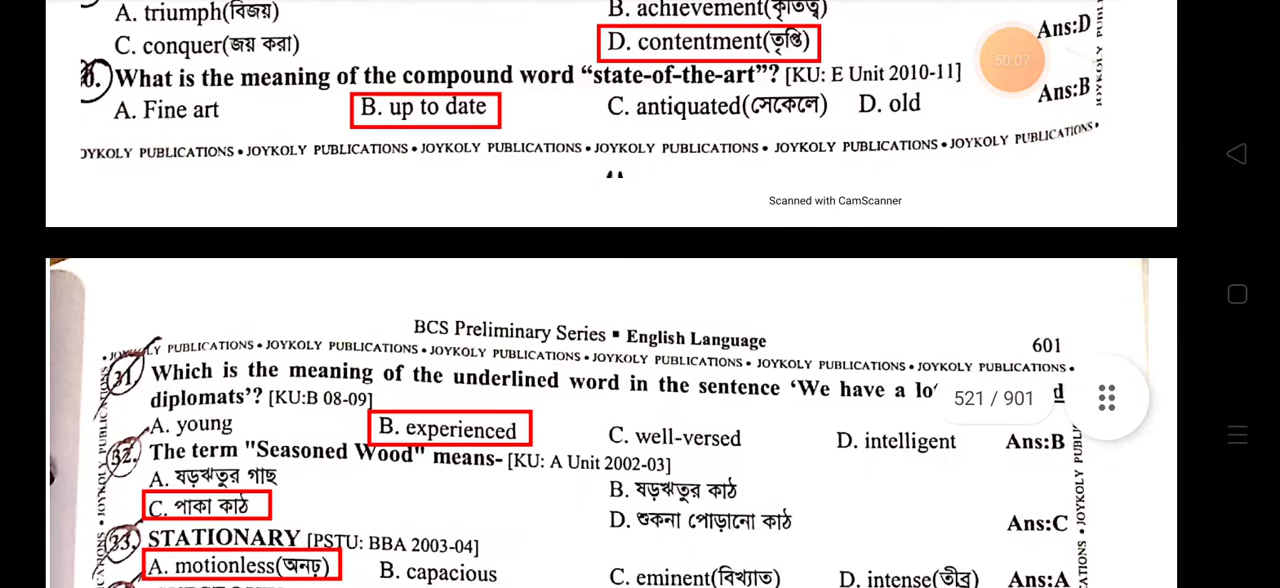 A. triumph(বিজয়) B. achievement(কৃতিত্ব)
C. conquer(জয় করা) D. contentment(তৃপ্তি) Ans:D
What is the meaning of the compound word “state-of-the-art”? [KU: E Unit 2010-11]
A. Fine art B. up to date C. antiquated(সেকেলে) D. old Ans:B
50:07
JOYKOLY PUBLICATIONS • JOYKOLY PUBLICATIONS • JOYKOLY PUBLICATIONS • JOYKOLY PUBLICATIONS • JOYKOLY PUBLICATIONS • JOYKOLY PUBLICATIONS•
Scanned with CamScanner
BCS Preliminary Series ▪ English Language 601
PUBLICATIONS • JOYKOLY PUBLICATIONS • JOYKOLY PUBLICATIONS • JOYKOLY PUBLICATIONS • JOYKOLY PUBLICATIONS • JOYKOLY PUBLICATIONS •
31. Which is the meaning of the underlined word in the sentence ‘We have a
521 / 901
diplomats’? [KU:B 08-09]
A. young B. experienced C. well-versed D. intelligent Ans:B
32. The term "Seasoned Wood" means- [KU: A Unit 2002-03]
A. ষড়ঋতুর গাছ B. ষড়ঋতুর কাঠ
C. পাকা কাঠ D. শুকনা পোড়ানো কাঠ Ans:C
33. STATIONARY [PSTU: BBA 2003-04]
A. motionless(অনড়) B. capacious C. eminent(বিখ্যাত) D. intense(তীব্র) Ans:A